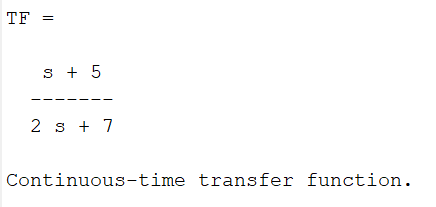 TF =
s + 5
-------
2 s + 7
Continuous-time transfer function.